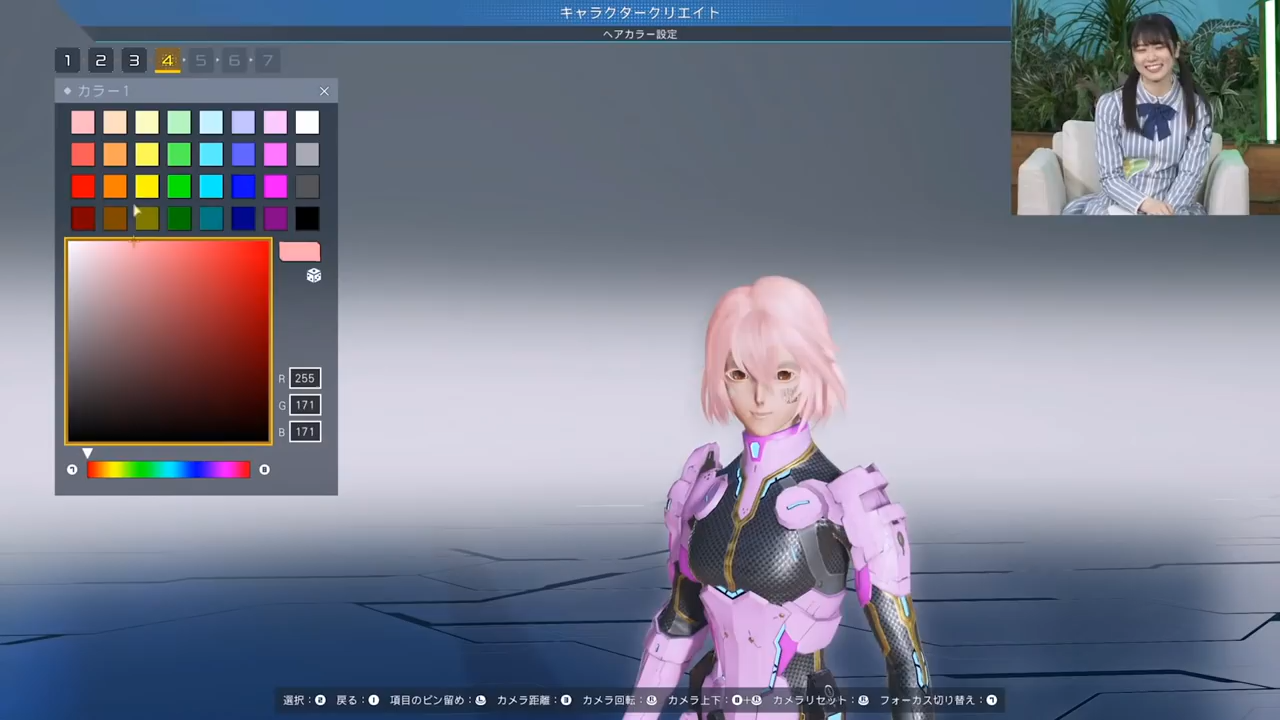 キャラクタークリエイト
ヘアカラー設定
1 2 3 4 5 6 7
カラー1
R 255
G 171
B 171
選択: 戻る: 項目のピン留め: カメラ距離: カメラ回転: カメラ上下: + カメラリセット: フォーカス切り替え: